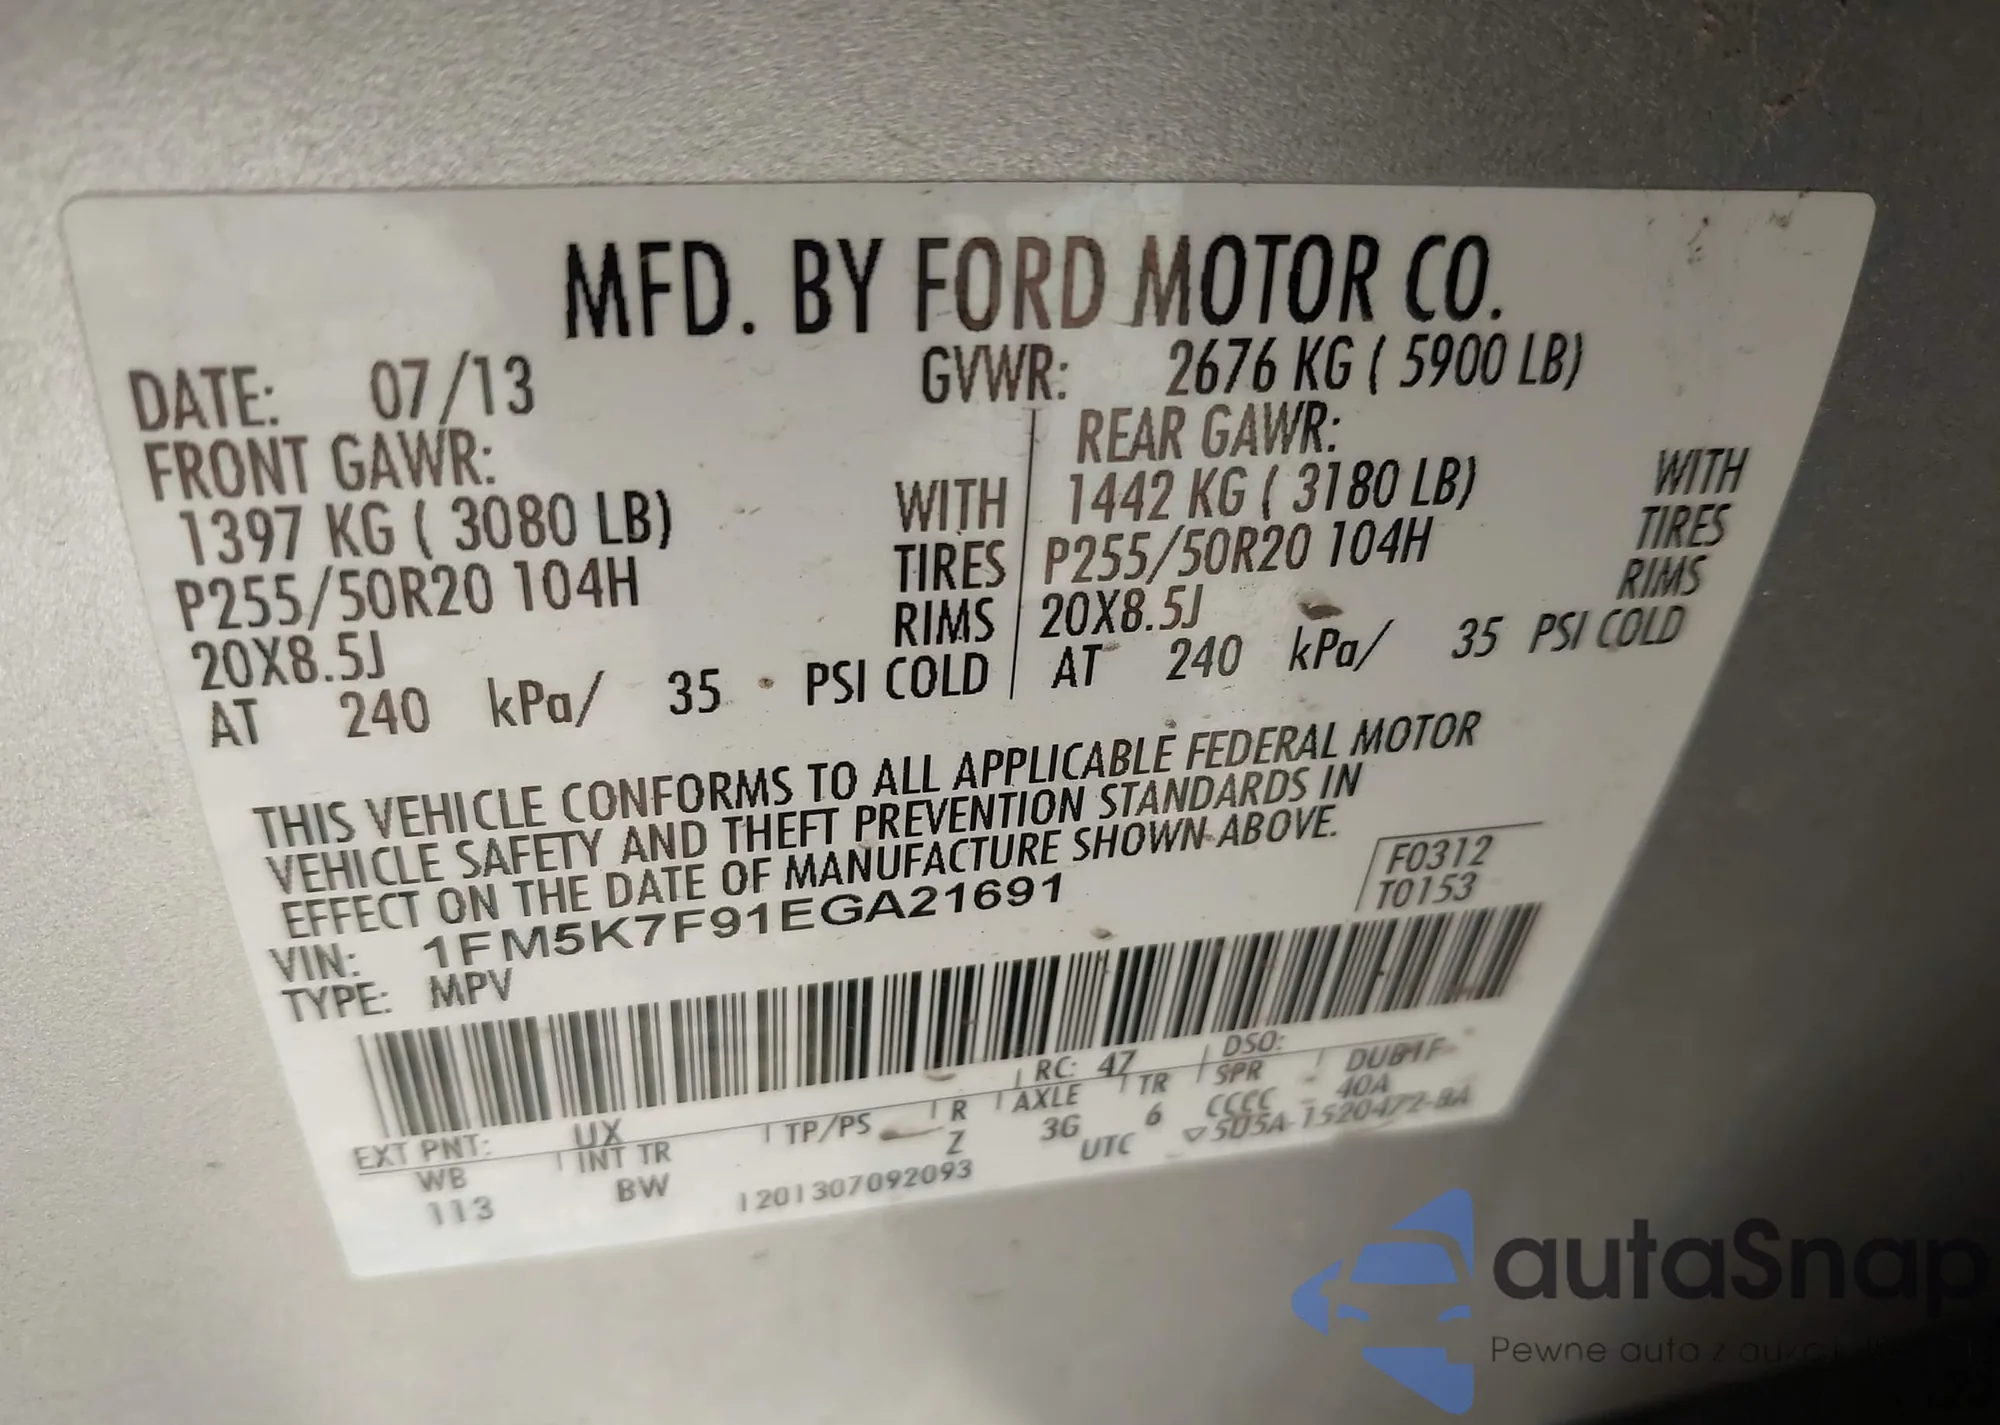 MFD. BY FORD MOTOR CO.
DATE: 07/13 GVWR: 2676 KG ( 5900 LB)
FRONT GAWR: REAR GAWR:
1397 KG ( 3080 LB) WITH 1442 KG ( 3180 LB) WITH
P255/50R20 104H TIRES P255/50R20 104H TIRES
20X8.5J RIMS 20X8.5J RIMS
AT 240 kPa/ 35 PSI COLD AT 240 kPa/ 35 PSI COLD
THIS VEHICLE CONFORMS TO ALL APPLICABLE FEDERAL MOTOR
VEHICLE SAFETY AND THEFT PREVENTION STANDARDS IN
EFFECT ON THE DATE OF MANUFACTURE SHOWN ABOVE.
F0312
T0153
VIN: 1FM5K7F91EGA21691
TYPE: MPV
EXT PNT: UX RC: 47 DSO:
WB INT TR TP/PS R AXLE TR SPR
113 BW Z 3G 6 CCCC 40A
1201307092093 UTC
autaSnap
Pewne auto z